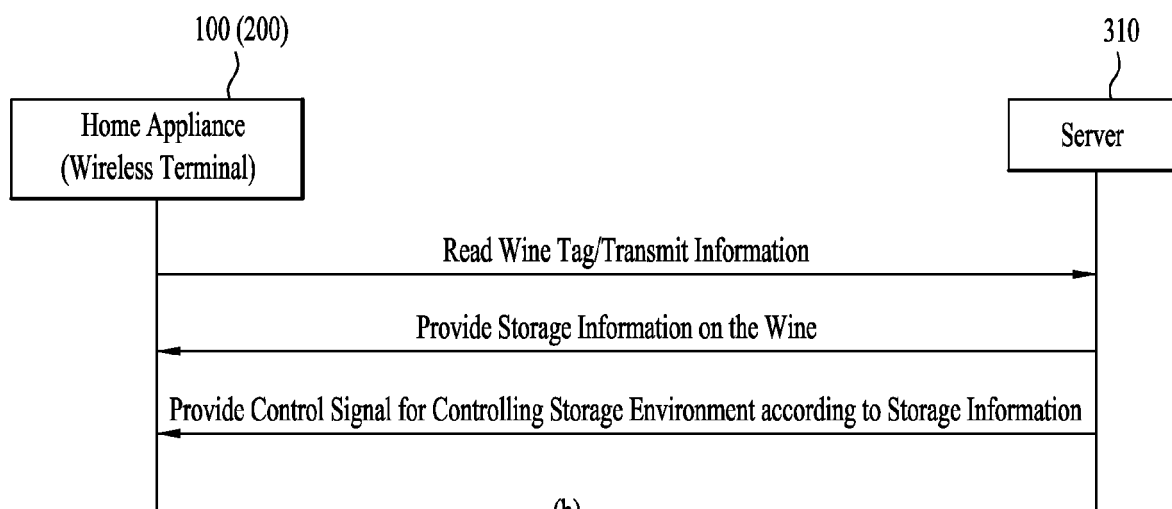 100 (200)
310
Home Appliance
(Wireless Terminal)
Server
Read Wine Tag/Transmit Information
Provide Storage Information on the Wine
Provide Control Signal for Controlling Storage Environment according to Storage Information